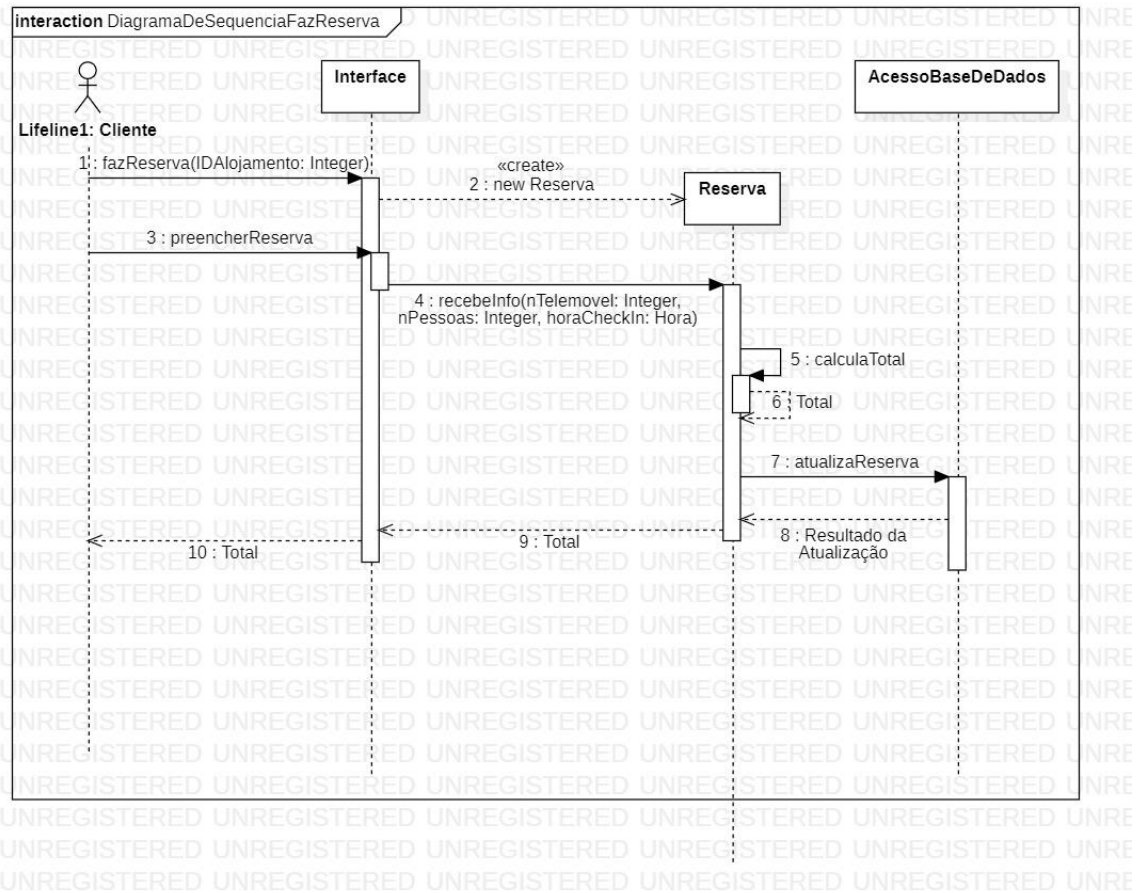 interaction DiagramaDeSequenciaFazReserva
Interface
AcessoBaseDeDados
Lifeline1: Cliente
1 : fazReserva(IDAlojamento: Integer)
«create»
2 : new Reserva
Reserva
3 : preencherReserva
4 : recebeInfo(nTelemovel: Integer,
nPessoas: Integer, horaCheckIn: Hora)
5 : calculaTotal
6 : Total
7 : atualizaReserva
8 : Resultado da
Atualização
9 : Total
10 : Total
UNREGISTERED